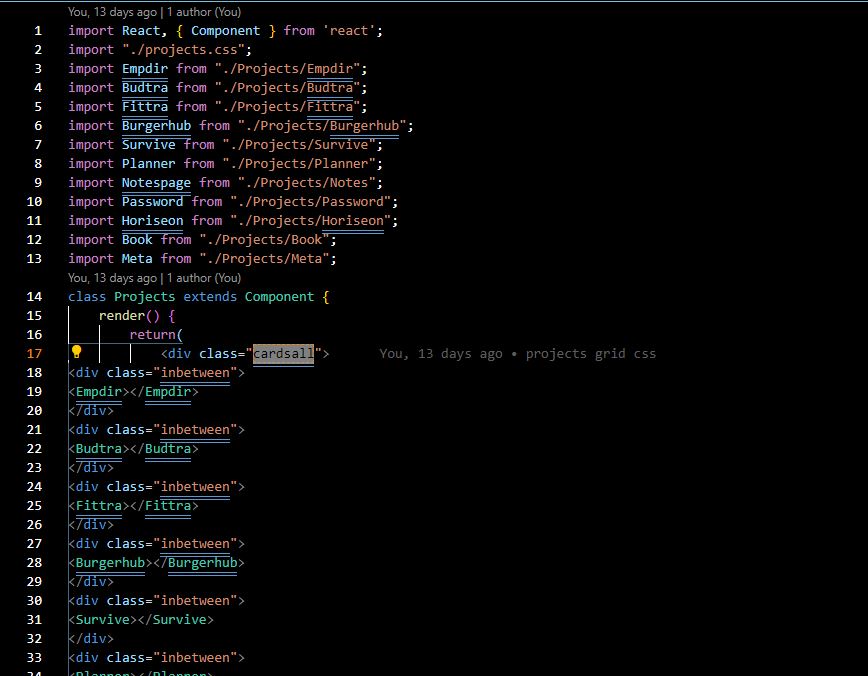 You, 13 days ago | 1 author (You)
1 import React, { Component } from 'react';
2 import "./projects.css";
3 import Empdir from "./Projects/Empdir";
4 import Budtra from "./Projects/Budtra";
5 import Fittra from "./Projects/Fittra";
6 import Burgerhub from "./Projects/Burgerhub";
7 import Survive from "./Projects/Survive";
8 import Planner from "./Projects/Planner";
9 import Notespage from "./Projects/Notes";
10 import Password from "./Projects/Password";
11 import Horiseon from "./Projects/Horiseon";
12 import Book from "./Projects/Book";
13 import Meta from "./Projects/Meta";
You, 13 days ago | 1 author (You)
14 class Projects extends Component {
15 render() {
16 return(
17 <div class="cardsall"> You, 13 days ago • projects grid css
18 <div class="inbetween">
19 <Empdir></Empdir>
20 </div>
21 <div class="inbetween">
22 <Budtra></Budtra>
23 </div>
24 <div class="inbetween">
25 <Fittra></Fittra>
26 </div>
27 <div class="inbetween">
28 <Burgerhub></Burgerhub>
29 </div>
30 <div class="inbetween">
31 <Survive></Survive>
32 </div>
33 <div class="inbetween">
34 <Planner></Planner>